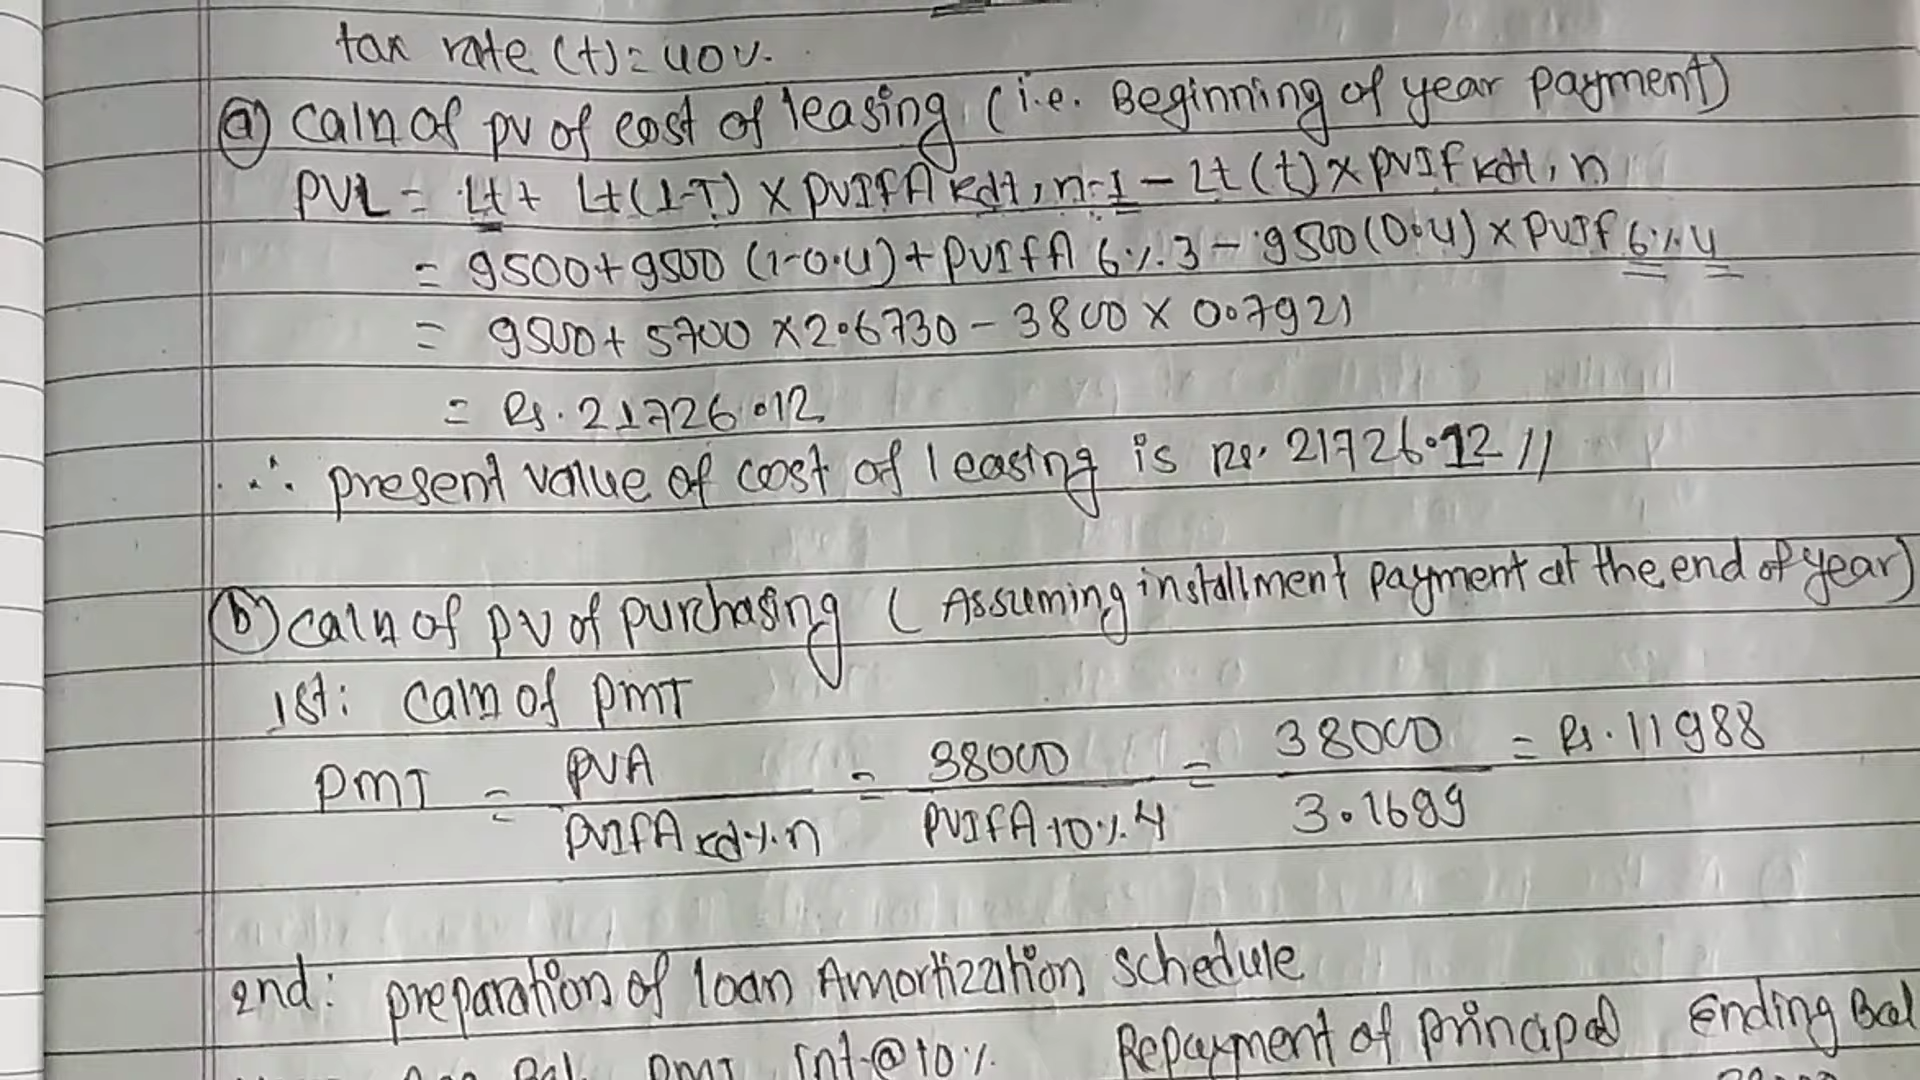 tax rate (t) = 40%.
(a) Caln of pv of cost of leasing (i.e. Beginning of year payment)
PVL = Lt + Lt(1-T) x PVIFA kdt, n-1 - Lt (t) x PVIF kdt, n
= 9500+9500 (1-0.4) + PVIFA 6%.3 - 9500(0.4) x PVIF 6%.4
= 9500+ 5700 x2.6730 - 3800 x 0.7921
= Rs. 21726.12
∴ present value of cost of leasing is Rs. 21726.12 //
(b) Caln of pv of purchasing ( Assuming installment payment at the end of year)
1st: Caln of PMT
PMT = PVA / PVIFA kd%.n = 38000 / PVIFA 10%.4 = 38000 / 3.1699 = Rs. 11988
2nd: preparation of loan Amortization schedule
Bal. PMT Int@10% Repayment of principal Ending Bal